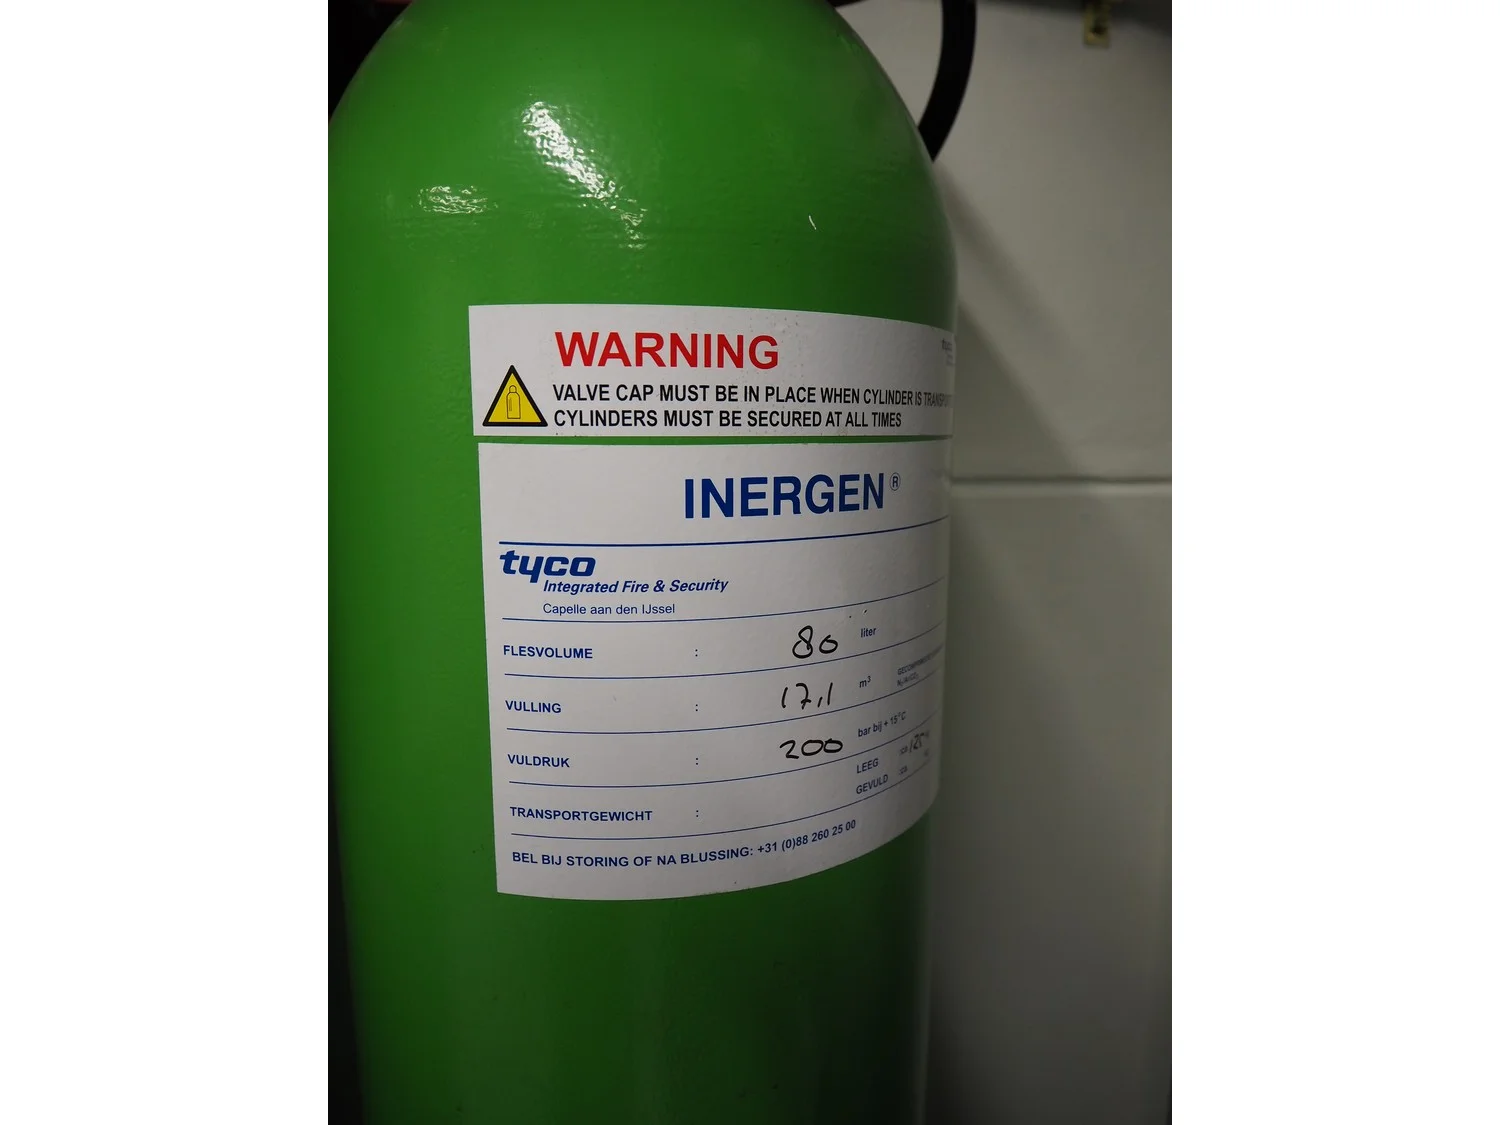 WARNING
VALVE CAP MUST BE IN PLACE WHEN CYLINDER IS
CYLINDERS MUST BE SECURED AT ALL TIMES
INERGEN®
tyco
Integrated Fire & Security
Capelle aan den IJssel
FLESVOLUME : 80 liter
VULLING : 17,1 m³
VULDRUK : 200 bar bij + 15°C
LEEG
TRANSPORTGEWICHT : GEVULD
BEL BIJ STORING OF NA BLUSSING: +31 (0)88 260 25 00